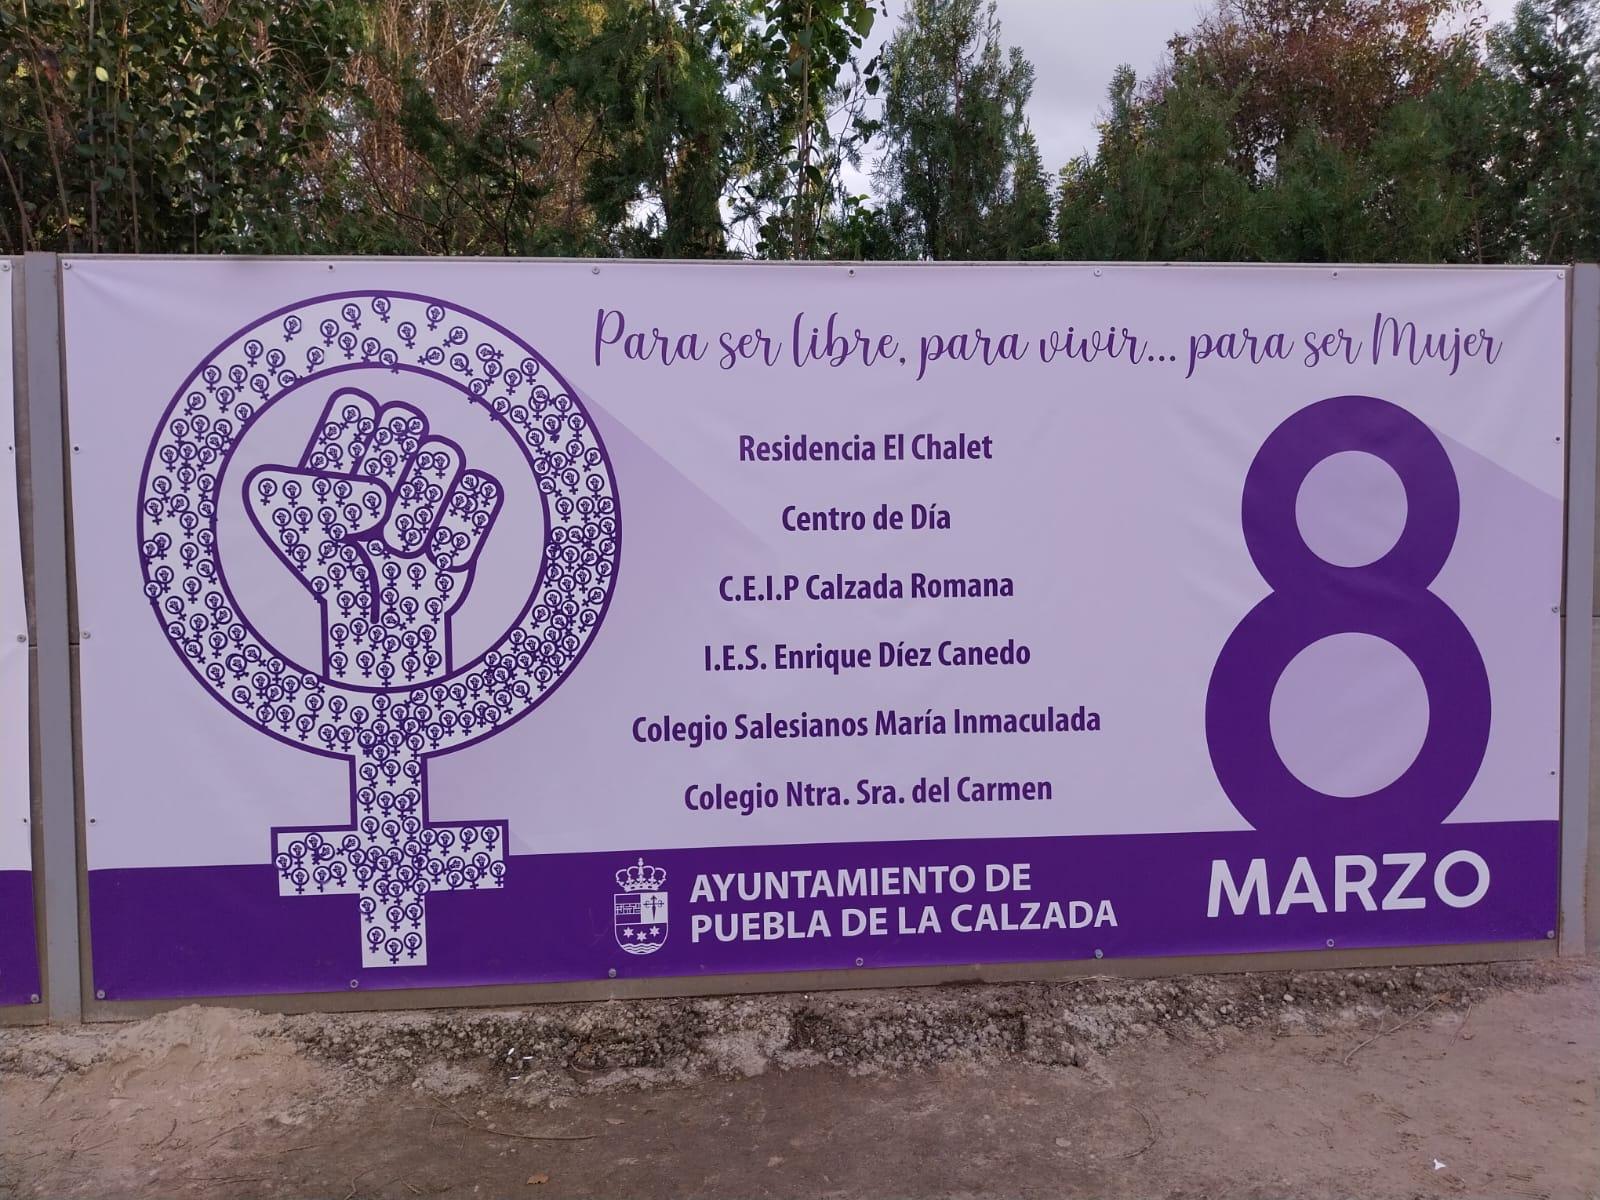 Para ser libre, para vivir... para ser Mujer
Residencia El Chalet
Centro de Día
C.E.I.P Calzada Romana
I.E.S. Enrique Díez Canedo
Colegio Salesianos María Inmaculada
Colegio Ntra. Sra. del Carmen
8
MARZO
AYUNTAMIENTO DE
PUEBLA DE LA CALZADA